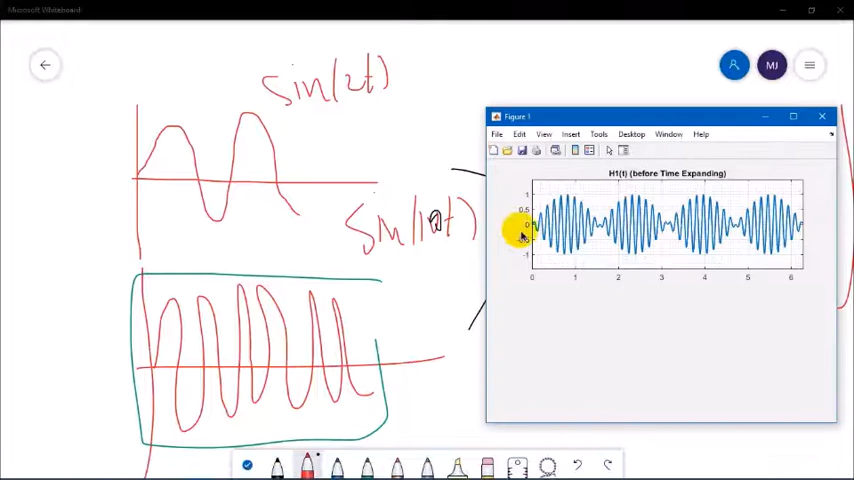 Microsoft Whiteboard
MJ
sin(2t)
Figure 1
File Edit View Insert Tools Desktop Window Help
H1(t) (before Time Expanding)
1
0.5
0
-0.5
-1
0 1 2 3 4 5 6
sin(10t)